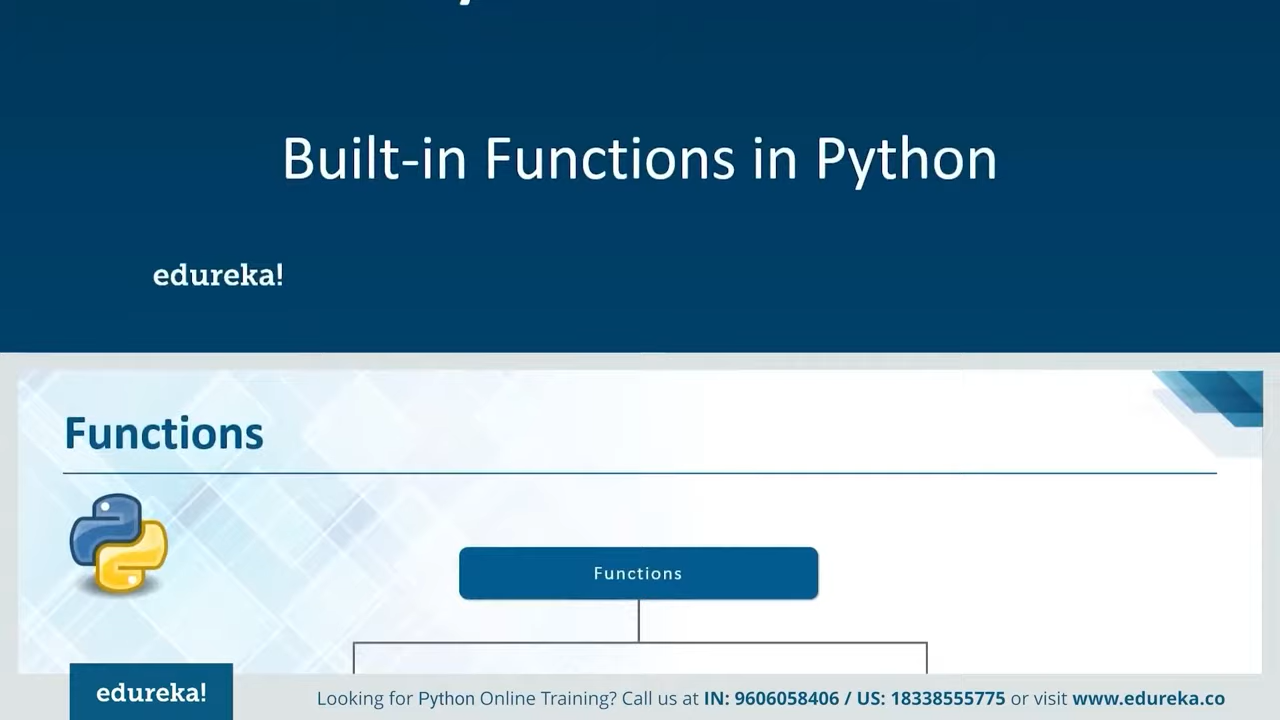 Built-in Functions in Python
edureka!
Functions
Functions
edureka!
Looking for Python Online Training? Call us at IN: 9606058406 / US: 18338555775 or visit www.edureka.co